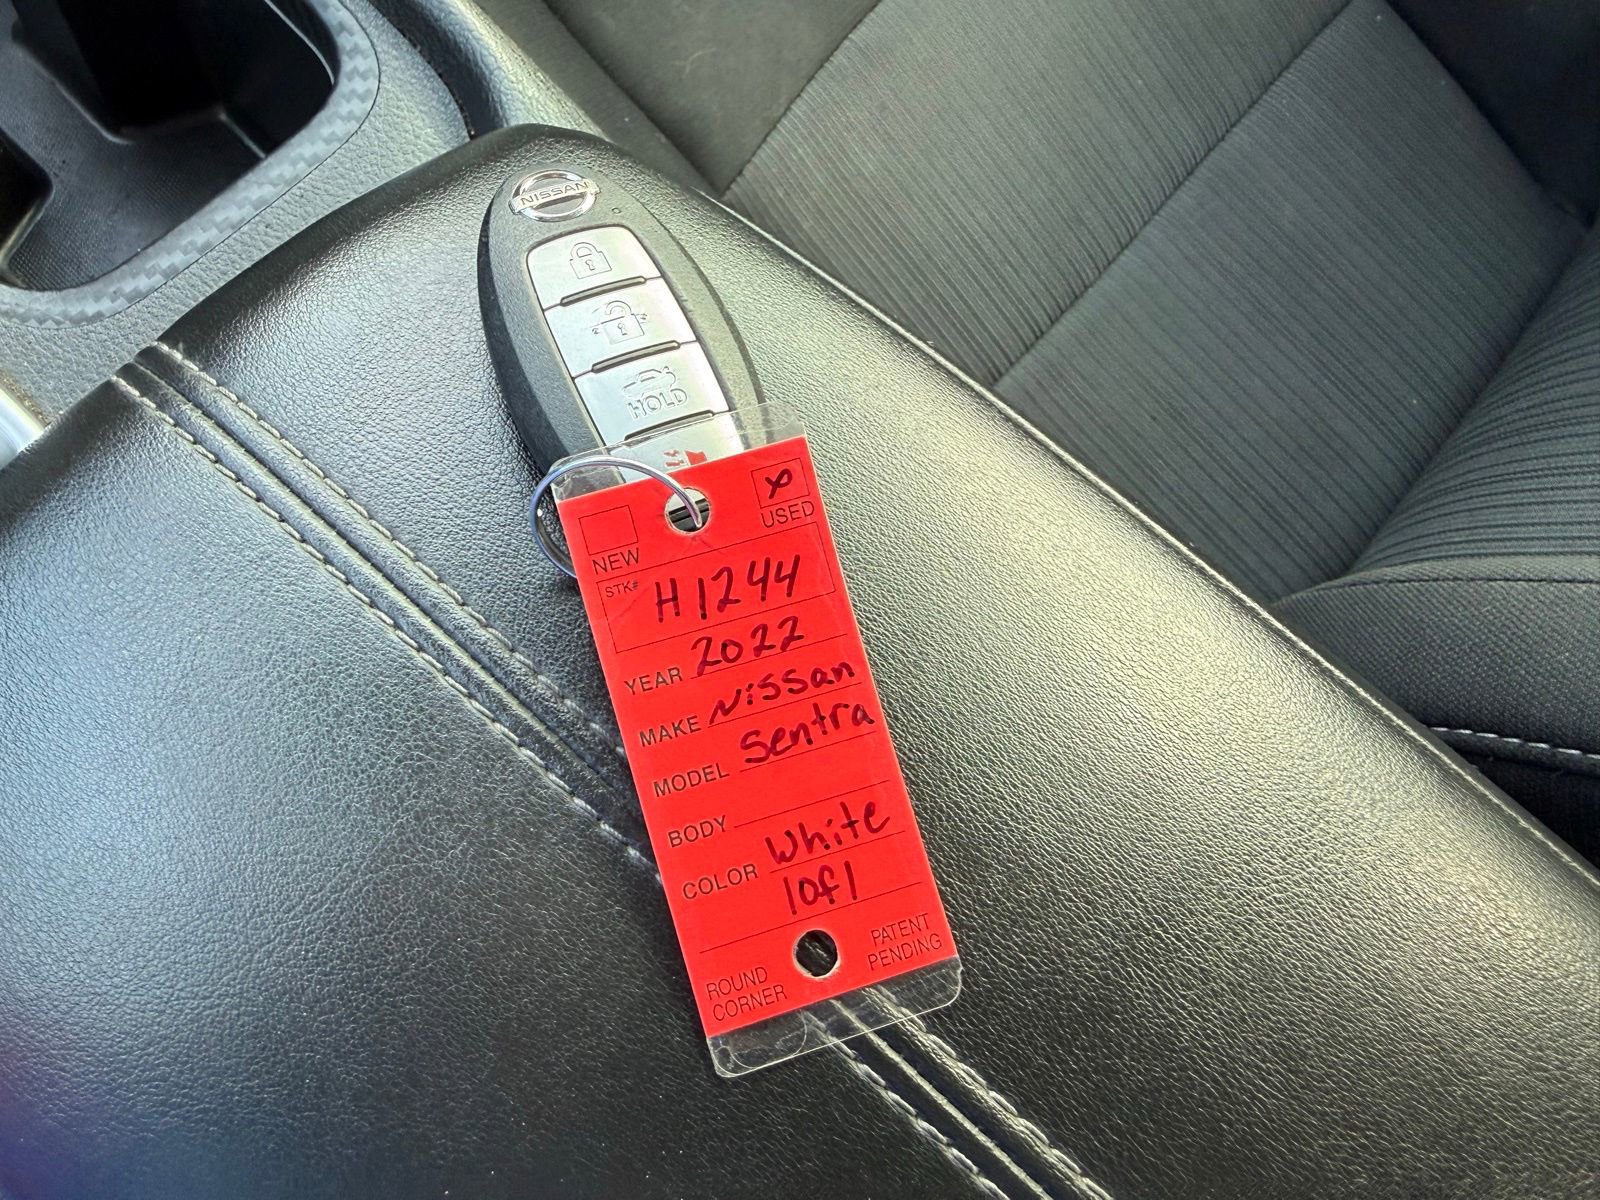 NISSAN
HOLD
NEW
USED
STK# H1244
YEAR 2022
MAKE Nissan
MODEL Sentra
BODY
COLOR White
1of1
ROUND CORNER
PATENT PENDING